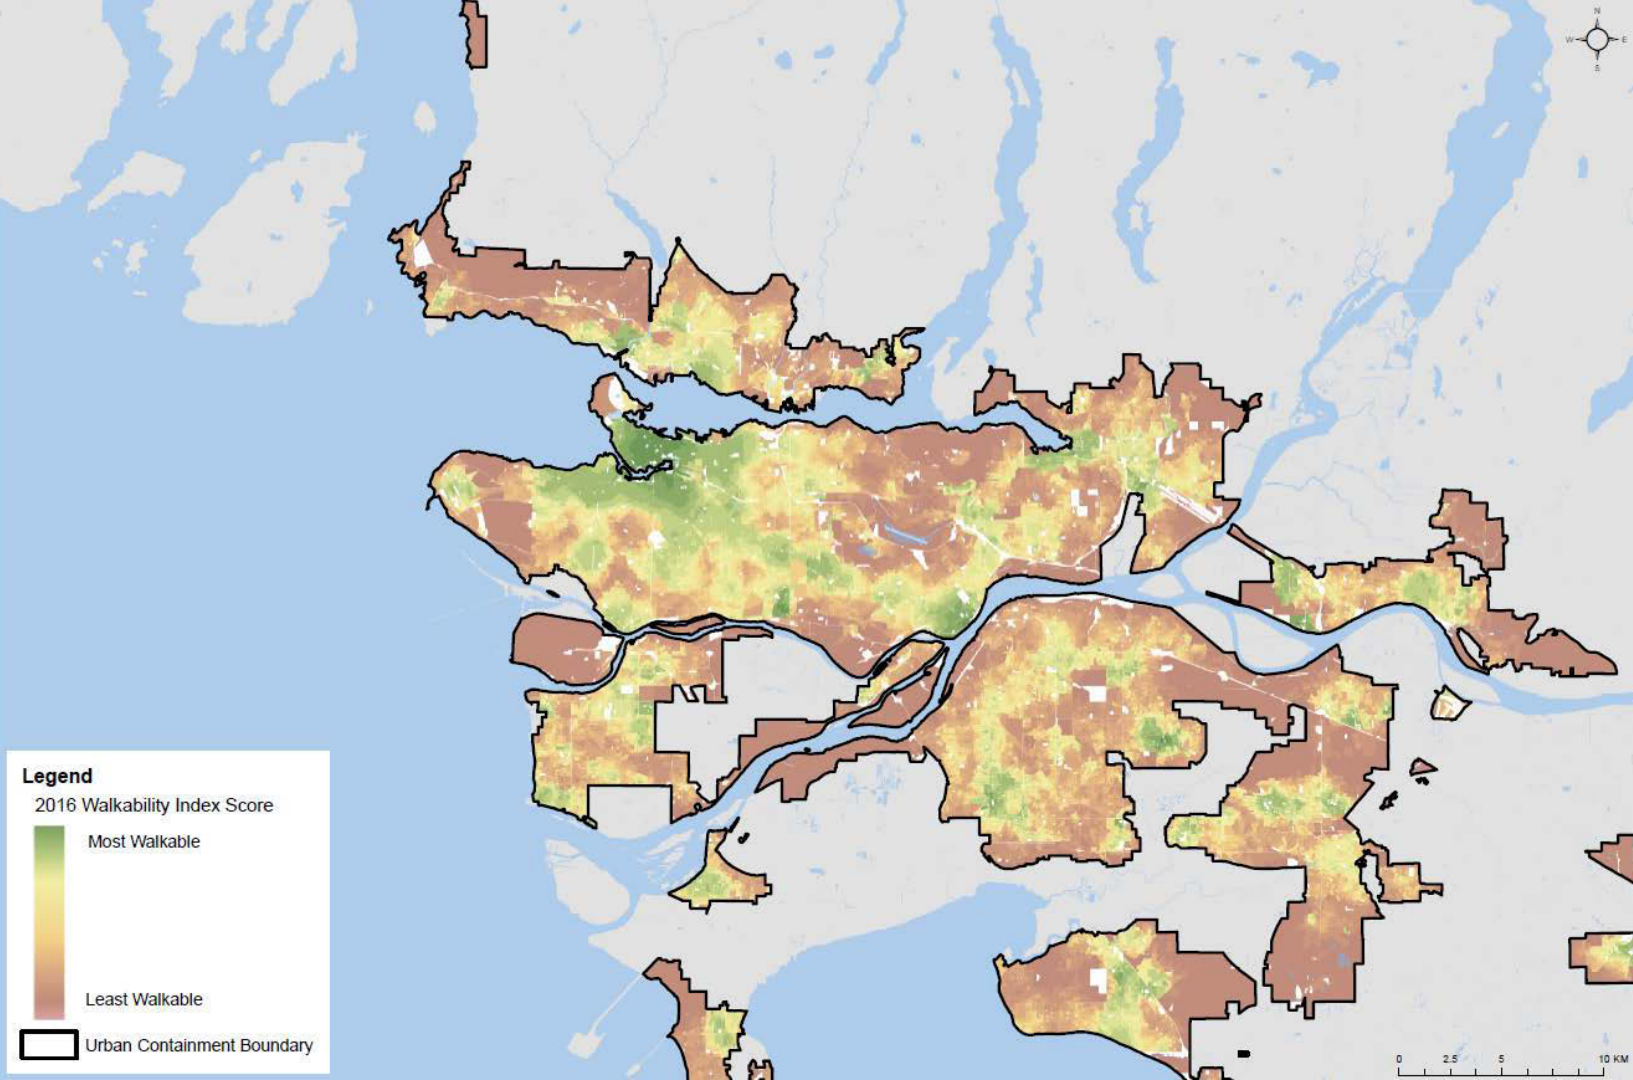 N
W E
S
Legend
2016 Walkability Index Score
Most Walkable
Least Walkable
Urban Containment Boundary
0 2.5 5 10 KM